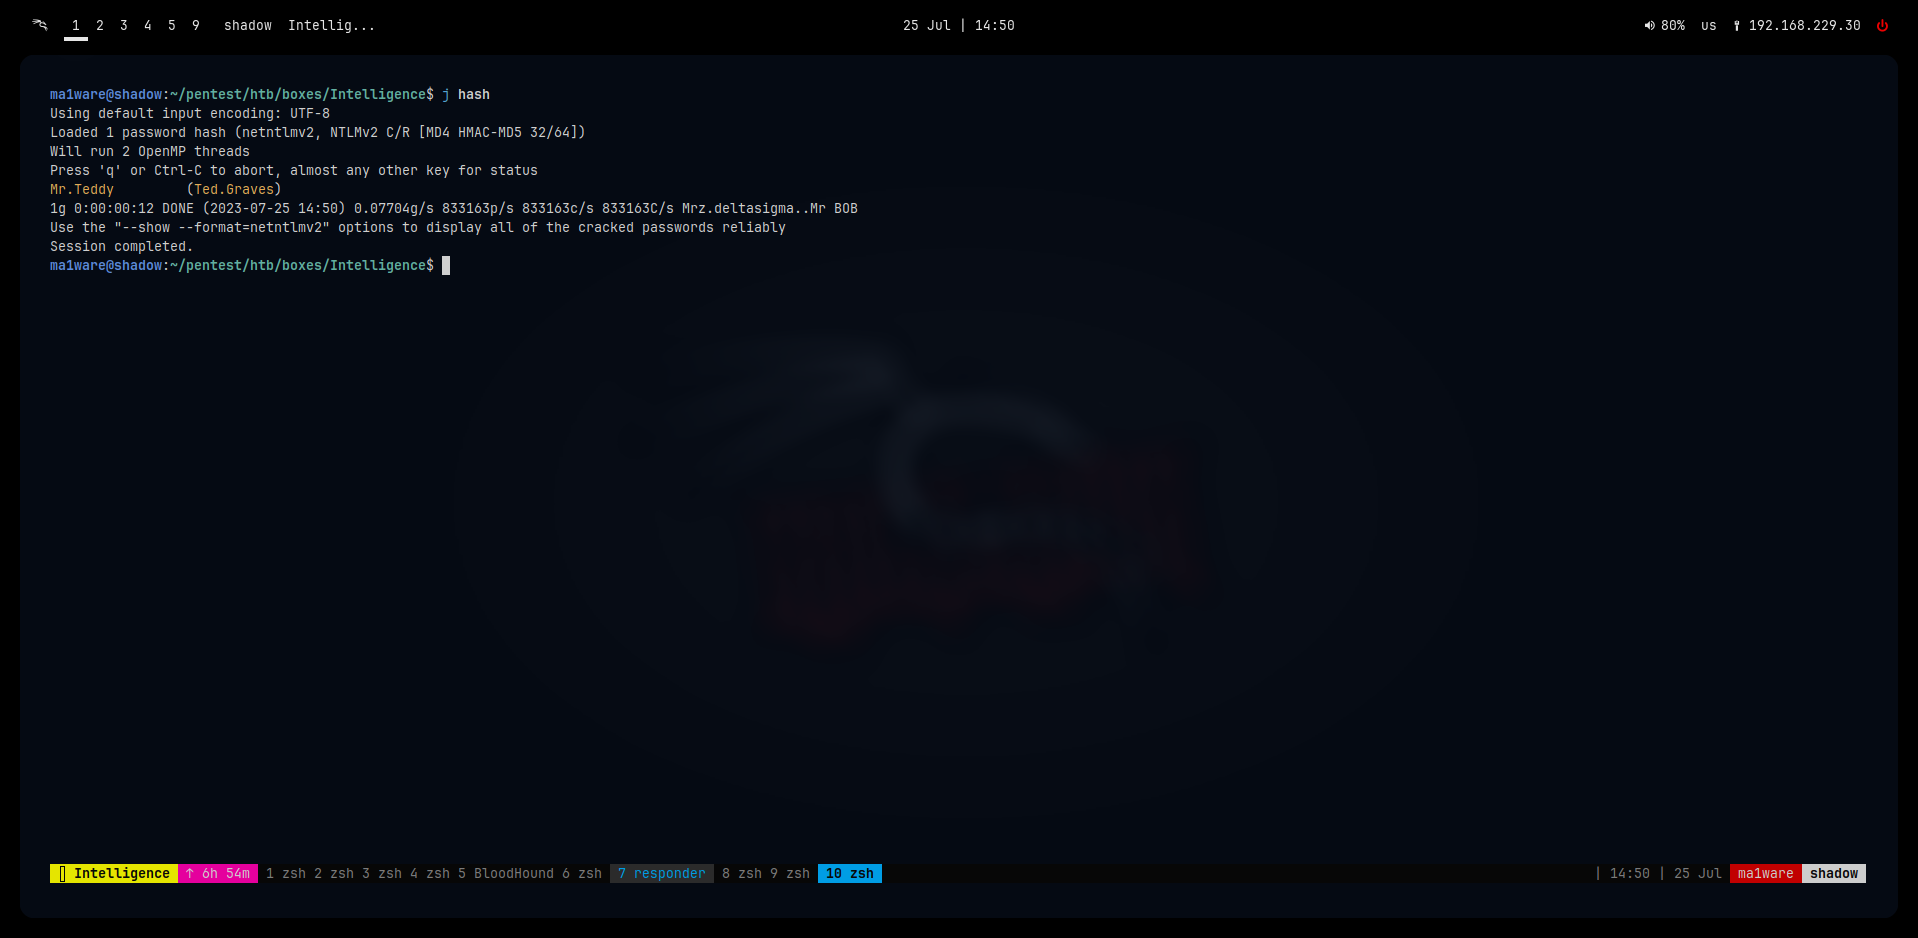 1 2 3 4 5 9 shadow Intellig... 25 Jul | 14:50 80% us 192.168.229.30
ma1ware@shadow:~/pentest/htb/boxes/Intelligence$ j hash
Using default input encoding: UTF-8
Loaded 1 password hash (netntlmv2, NTLMv2 C/R [MD4 HMAC-MD5 32/64])
Will run 2 OpenMP threads
Press 'q' or Ctrl-C to abort, almost any other key for status
Mr.Teddy         (Ted.Graves)
1g 0:00:00:12 DONE (2023-07-25 14:50) 0.07704g/s 833163p/s 833163c/s 833163C/s Mrz.deltasigma..Mr BOB
Use the "--show --format=netntlmv2" options to display all of the cracked passwords reliably
Session completed.
ma1ware@shadow:~/pentest/htb/boxes/Intelligence$
Intelligence ↑ 6h 54m 1 zsh 2 zsh 3 zsh 4 zsh 5 BloodHound 6 zsh 7 responder 8 zsh 9 zsh 10 zsh | 14:50 | 25 Jul ma1ware shadow